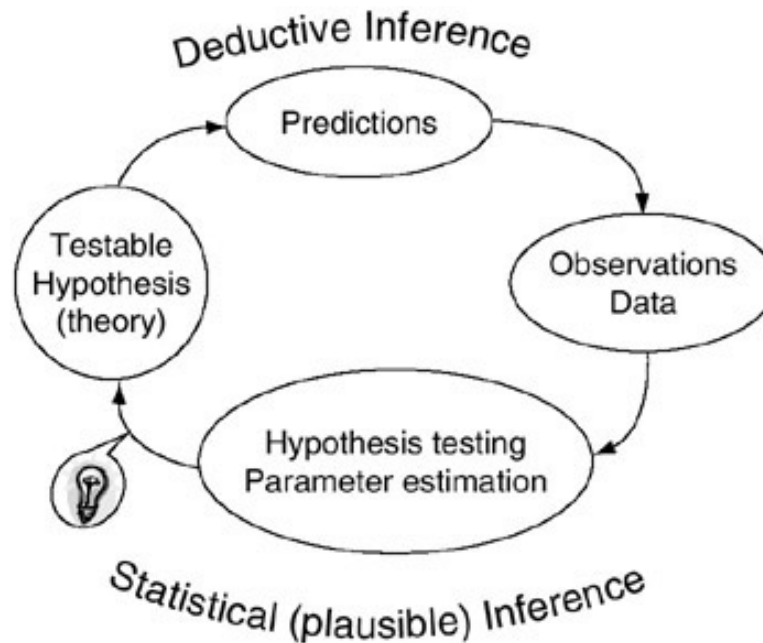 Deductive Inference
Predictions
Testable
Hypothesis
(theory)
Observations
Data
Hypothesis testing
Parameter estimation
Statistical (plausible) Inference